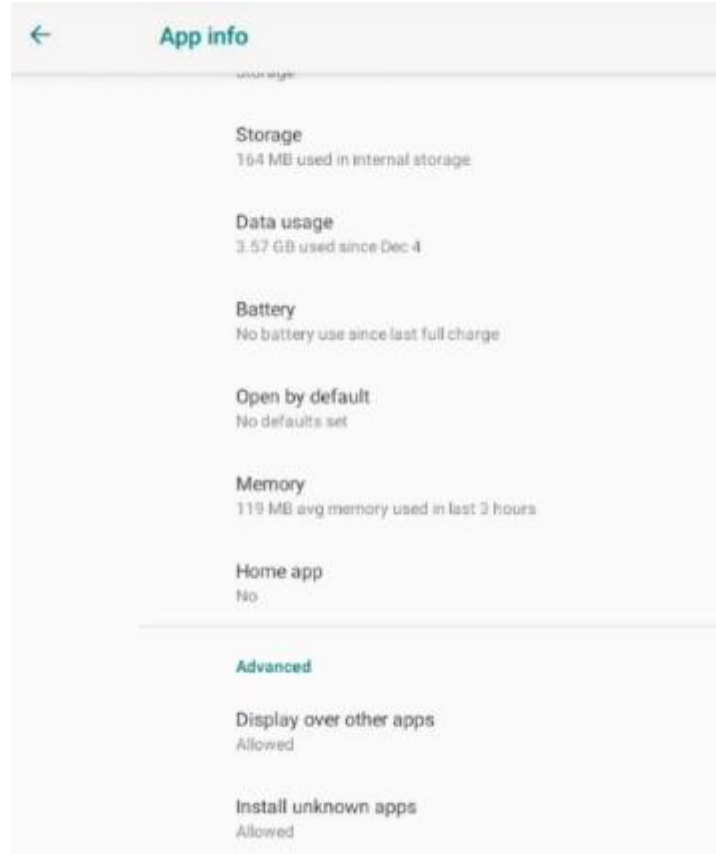 App info
Storage
Storage
164 MB used in internal storage
Data usage
3.57 GB used since Dec 4
Battery
No battery use since last full charge
Open by default
No defaults set
Memory
119 MB avg memory used in last 3 hours
Home app
No
Advanced
Display over other apps
Allowed
Install unknown apps
Allowed